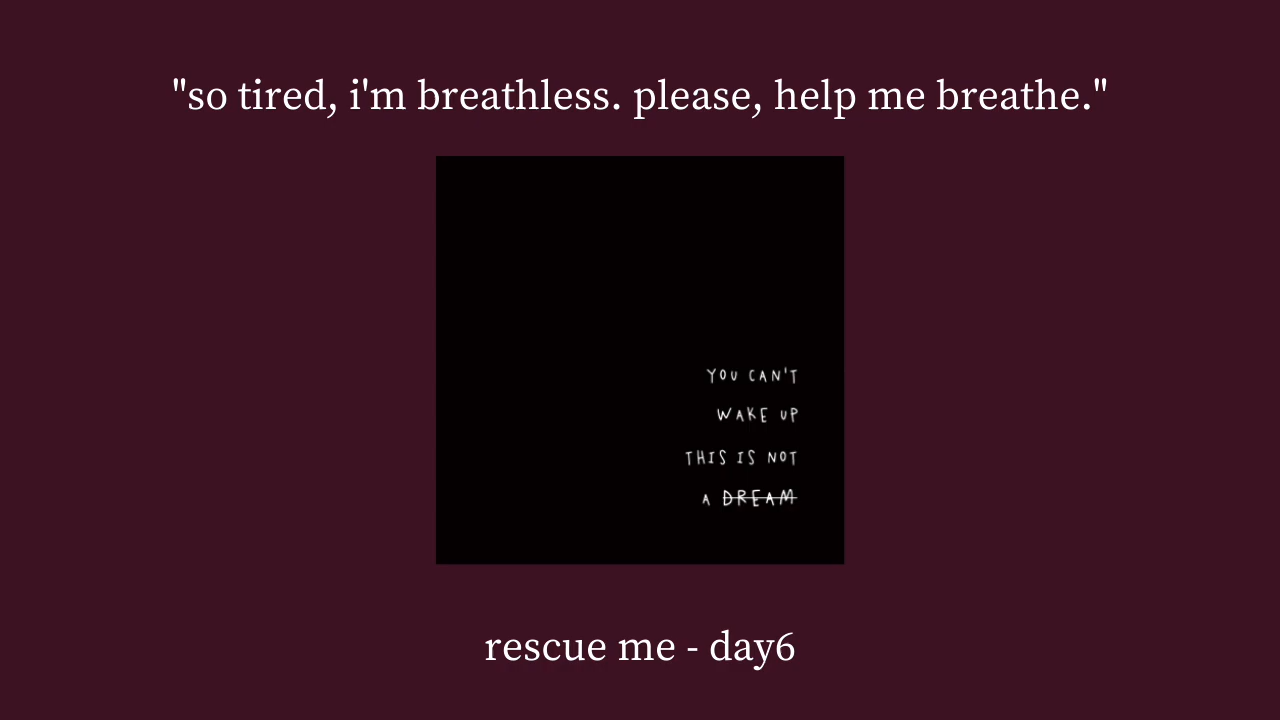 "so tired, i'm breathless. please, help me breathe."
YOU CAN'T
WAKE UP
THIS IS NOT
A DREAM
rescue me - day6